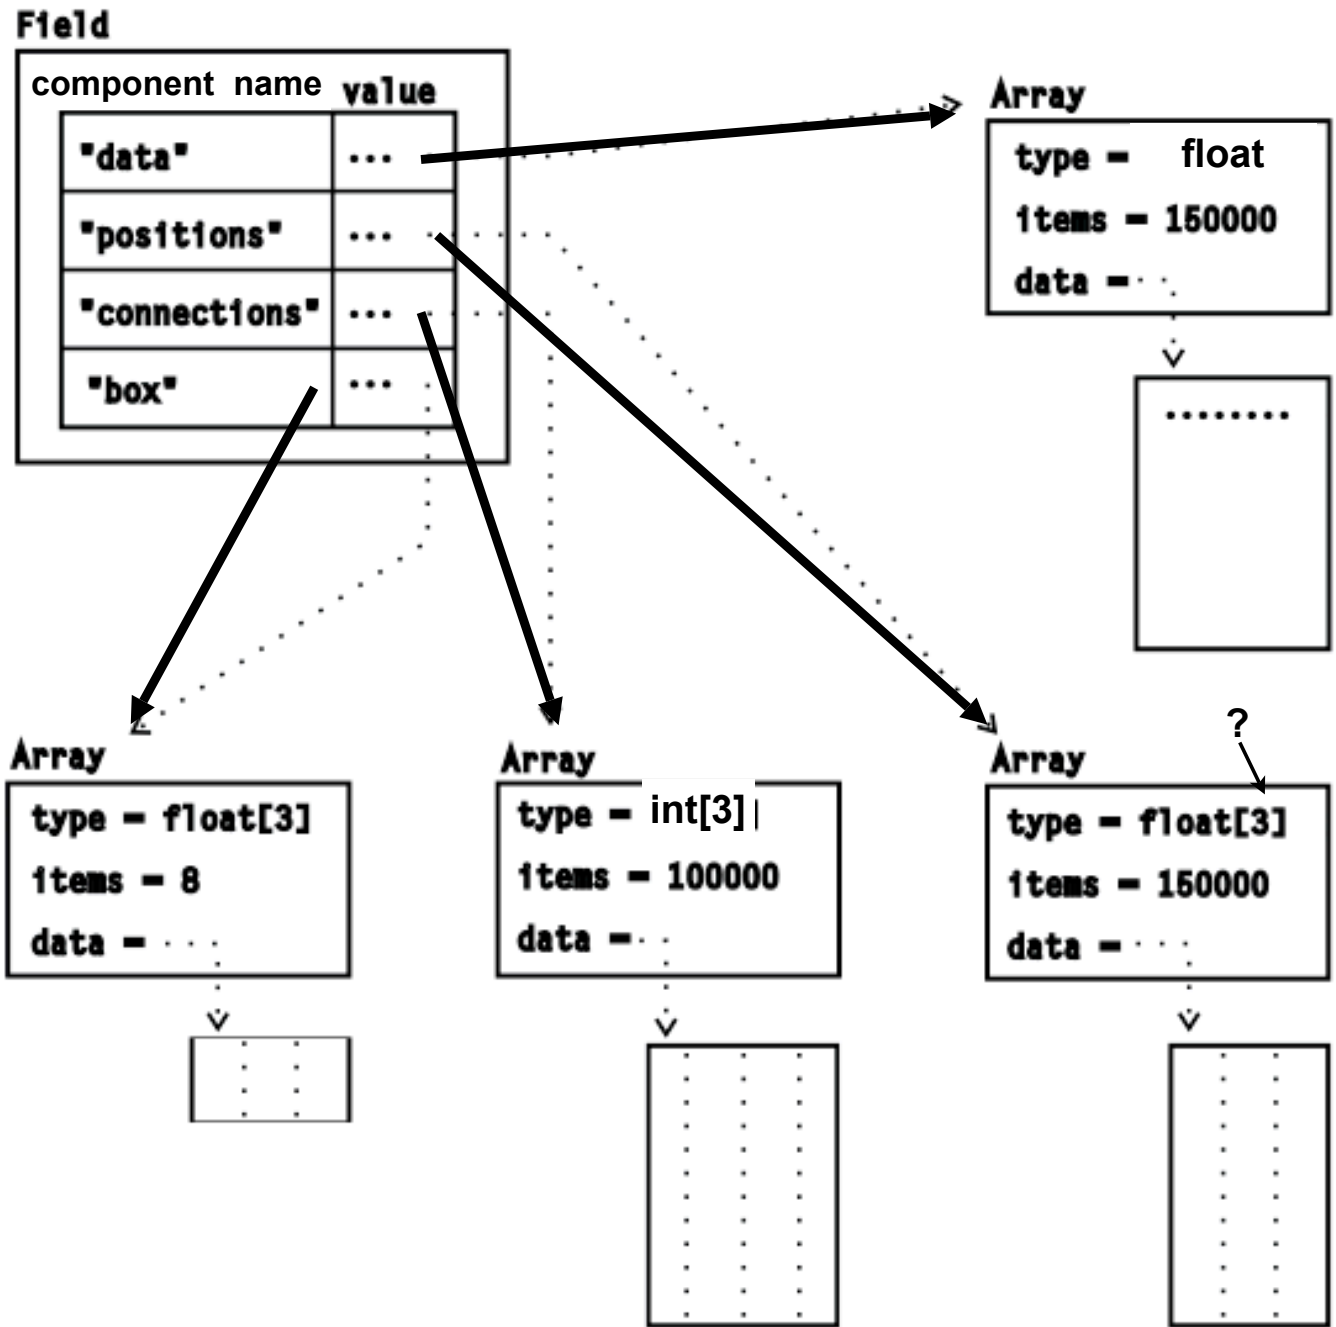 Field
component name value
"data" ...
"positions" ...
"connections" ...
"box" ...
Array
type = float
items = 150000
data =
Array
type = float[3]
items = 8
data =
Array
type = int[3]
items = 100000
data =
?
Array
type = float[3]
items = 150000
data =